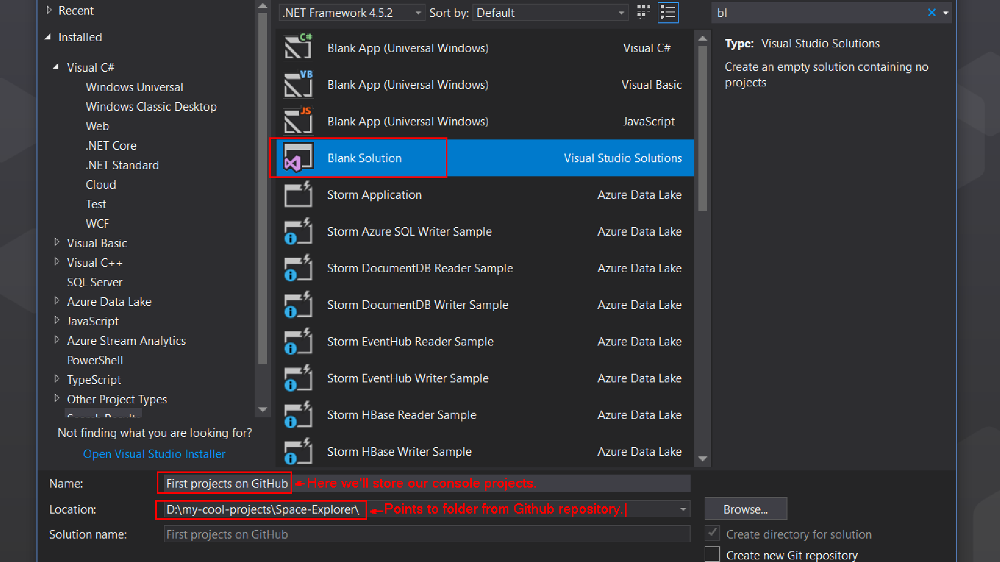 Recent
Installed
Visual C#
Windows Universal
Windows Classic Desktop
Web
.NET Core
.NET Standard
Cloud
Test
WCF
Visual Basic
Visual C++
SQL Server
Azure Data Lake
JavaScript
Azure Stream Analytics
PowerShell
TypeScript
Other Project Types
Search Results
Not finding what you are looking for?
Open Visual Studio Installer
.NET Framework 4.5.2 Sort by: Default
C# Blank App (Universal Windows) Visual C#
VB Blank App (Universal Windows) Visual Basic
JS Blank App (Universal Windows) JavaScript
Blank Solution Visual Studio Solutions
Storm Application Azure Data Lake
Storm Azure SQL Writer Sample Azure Data Lake
Storm DocumentDB Reader Sample Azure Data Lake
Storm DocumentDB Writer Sample Azure Data Lake
Storm EventHub Reader Sample Azure Data Lake
Storm EventHub Writer Sample Azure Data Lake
Storm HBase Reader Sample Azure Data Lake
Storm HBase Writer Sample Azure Data Lake
bl
Type: Visual Studio Solutions
Create an empty solution containing no
projects
Name: First projects on GitHub Here we'll store our console projects.
Location: D:\my-cool-projects\Space-Explorer\ Points to folder from Github repository. Browse...
Solution name: First projects on GitHub Create directory for solution
Create new Git repository